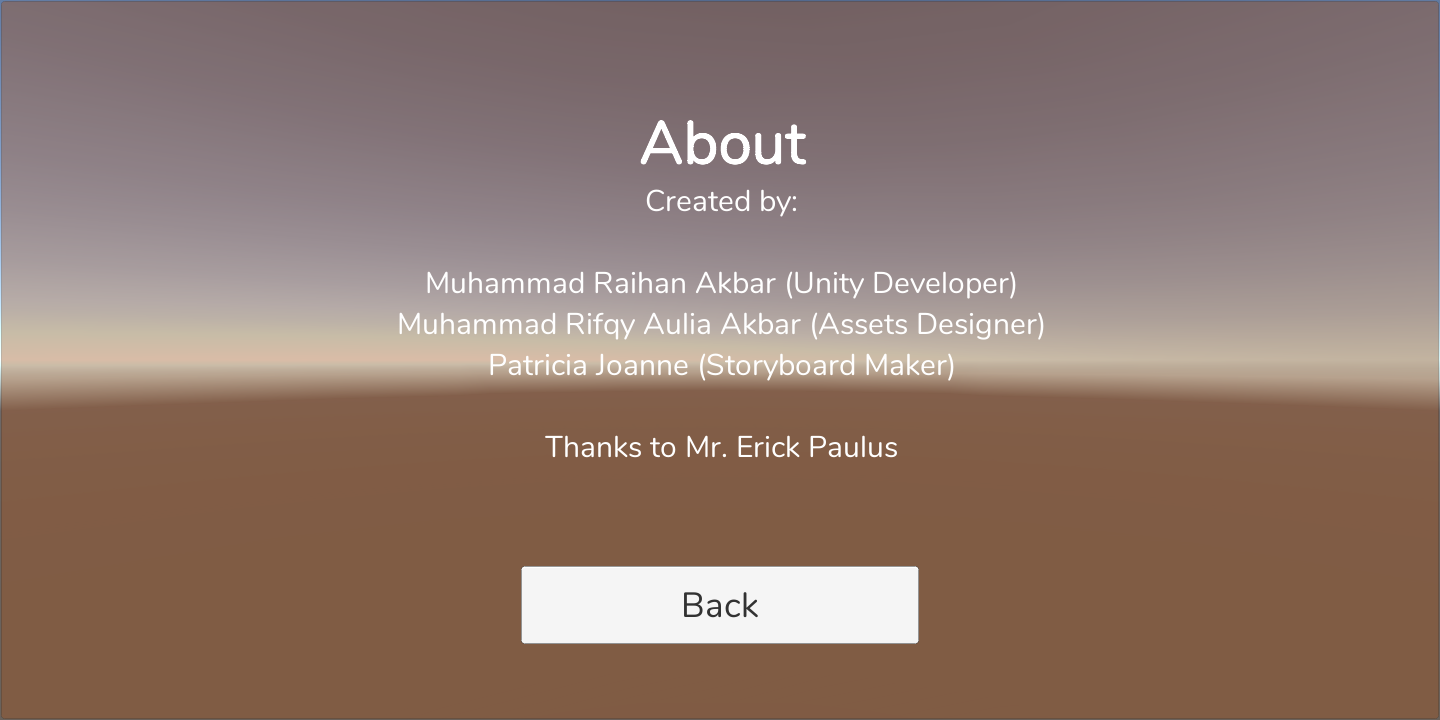 About
Created by:
Muhammad Raihan Akbar (Unity Developer)
Muhammad Rifqy Aulia Akbar (Assets Designer)
Patricia Joanne (Storyboard Maker)
Thanks to Mr. Erick Paulus
Back